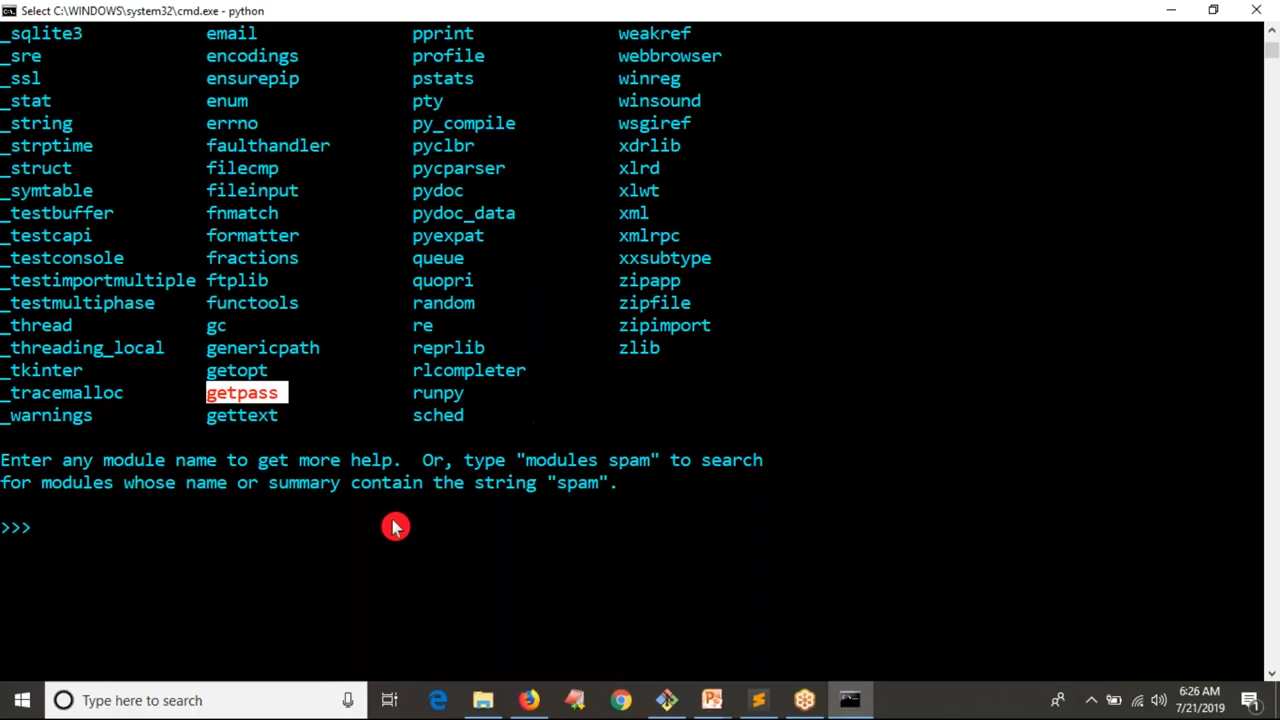 Select C:\WINDOWS\system32\cmd.exe - python
_sqlite3 email pprint weakref
_sre encodings profile webbrowser
_ssl ensurepip pstats winreg
_stat enum pty winsound
_string errno py_compile wsgiref
_strptime faulthandler pyclbr xdrlib
_struct filecmp pycparser xlrd
_symtable fileinput pydoc xlwt
_testbuffer fnmatch pydoc_data xml
_testcapi formatter pyexpat xmlrpc
_testconsole fractions queue xxsubtype
_testimportmultiple ftplib quopri zipapp
_testmultiphase functools random zipfile
_thread gc re zipimport
_threading_local genericpath reprlib zlib
_tkinter getopt rlcompleter
_tracemalloc getpass runpy
_warnings gettext sched
Enter any module name to get more help.  Or, type "modules spam" to search
for modules whose name or summary contain the string "spam".
>>>
Type here to search
6:26 AM
7/21/2019